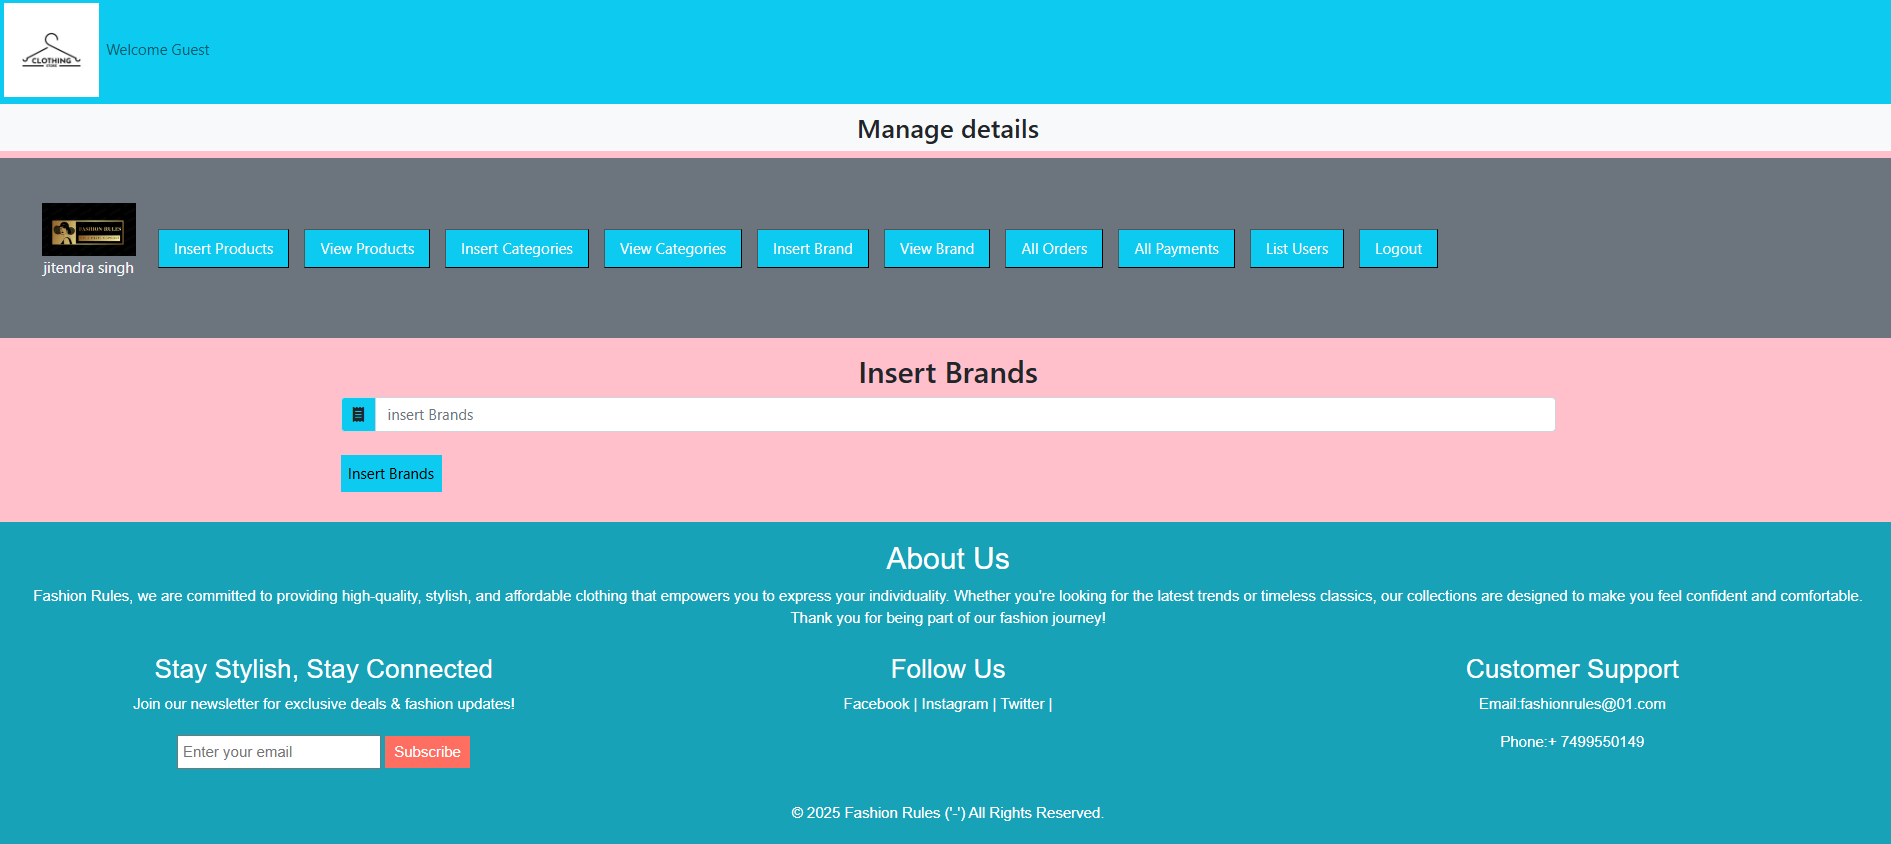 CLOTHING
STORE
Welcome Guest
Manage details
FASHION RULES
jitendra singh
Insert Products
View Products
Insert Categories
View Categories
Insert Brand
View Brand
All Orders
All Payments
List Users
Logout
Insert Brands
insert Brands
Insert Brands
About Us
Fashion Rules, we are committed to providing high-quality, stylish, and affordable clothing that empowers you to express your individuality. Whether you're looking for the latest trends or timeless classics, our collections are designed to make you feel confident and comfortable.
Thank you for being part of our fashion journey!
Stay Stylish, Stay Connected
Join our newsletter for exclusive deals & fashion updates!
Enter your email
Subscribe
Follow Us
Facebook | Instagram | Twitter |
Customer Support
Email:fashionrules@01.com
Phone:+ 7499550149
© 2025 Fashion Rules ('-') All Rights Reserved.